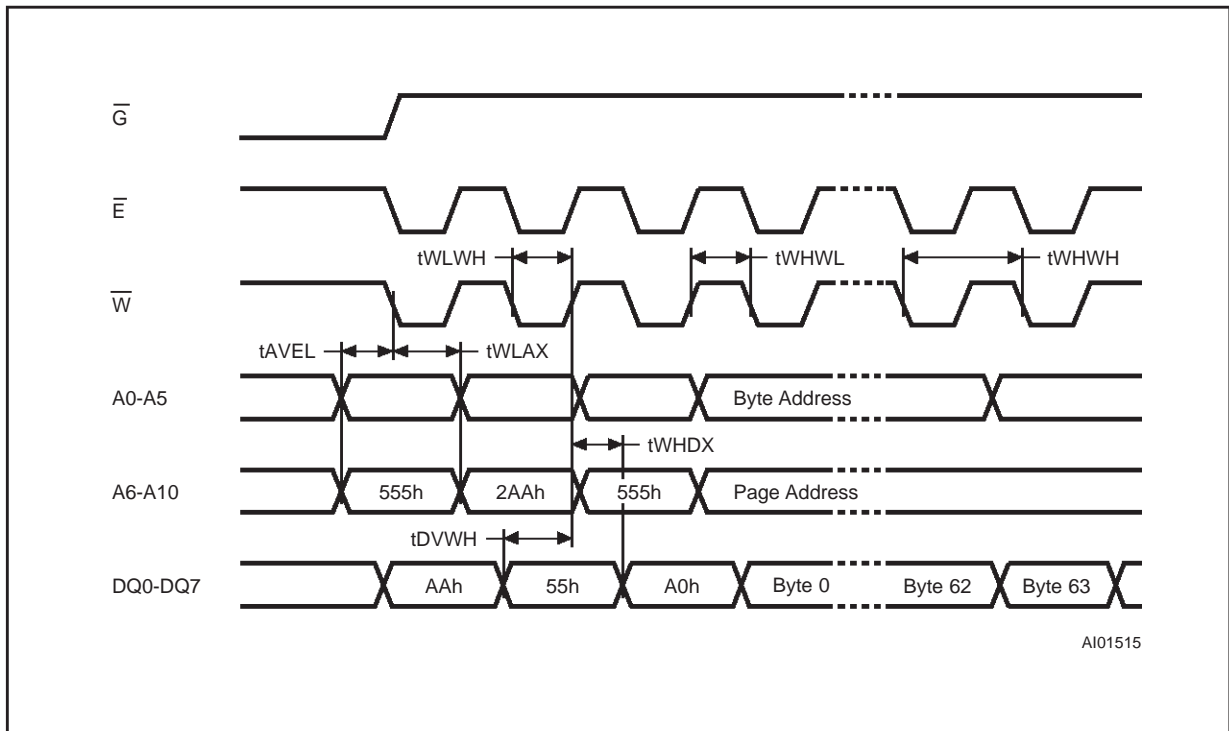 G̅
E̅
tWLWH
tWHWL
tWHWH
W̅
tAVEL
tWLAX
A0-A5
Byte Address
tWHDX
A6-A10
555h
2AAh
555h
Page Address
tDVWH
DQ0-DQ7
AAh
55h
A0h
Byte 0
Byte 62
Byte 63
AI01515